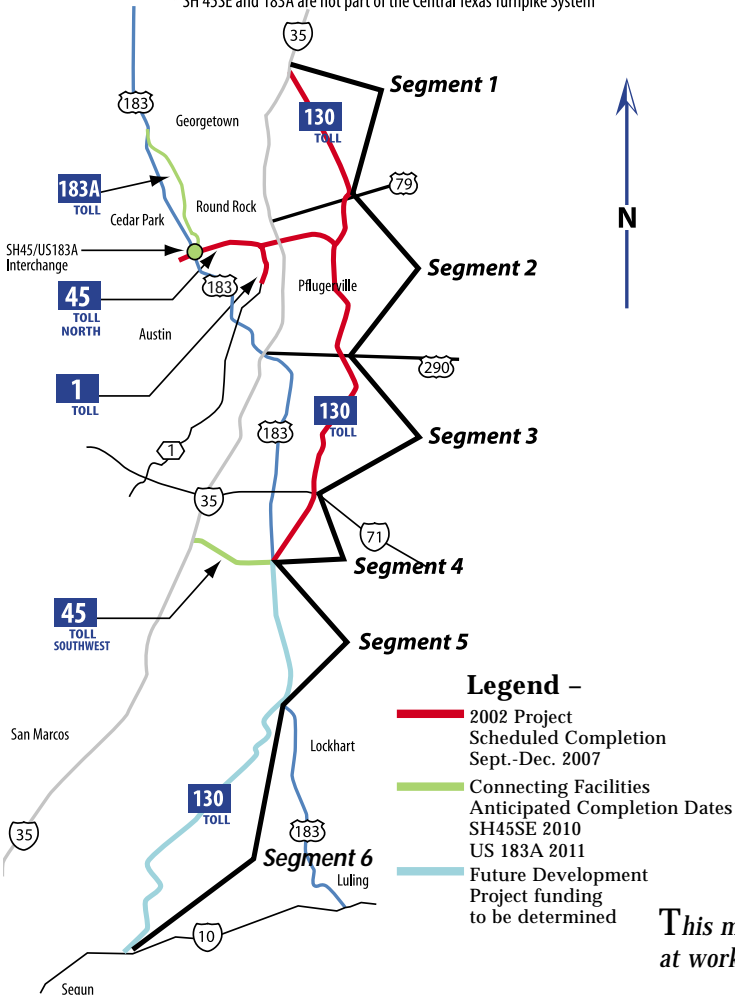 SH 45SE and 183A are not part of the Central Texas Turnpike System
35
Segment 1
183
130
TOLL
Georgetown
79
183A
TOLL
Cedar Park
Round Rock
N
SH45/US183A
Interchange
Segment 2
183
Pflugerville
45
TOLL
NORTH
Austin
290
1
TOLL
130
TOLL
183
Segment 3
1
35
71
Segment 4
45
TOLL
SOUTHWEST
Segment 5
Legend –
2002 Project
Scheduled Completion
Sept.-Dec. 2007
San Marcos
Lockhart
Connecting Facilities
Anticipated Completion Dates
SH45SE 2010
US 183A 2011
130
TOLL
35
183
Segment 6
Luling
Future Development
Project funding
to be determined
This m
at work
10
Seguin